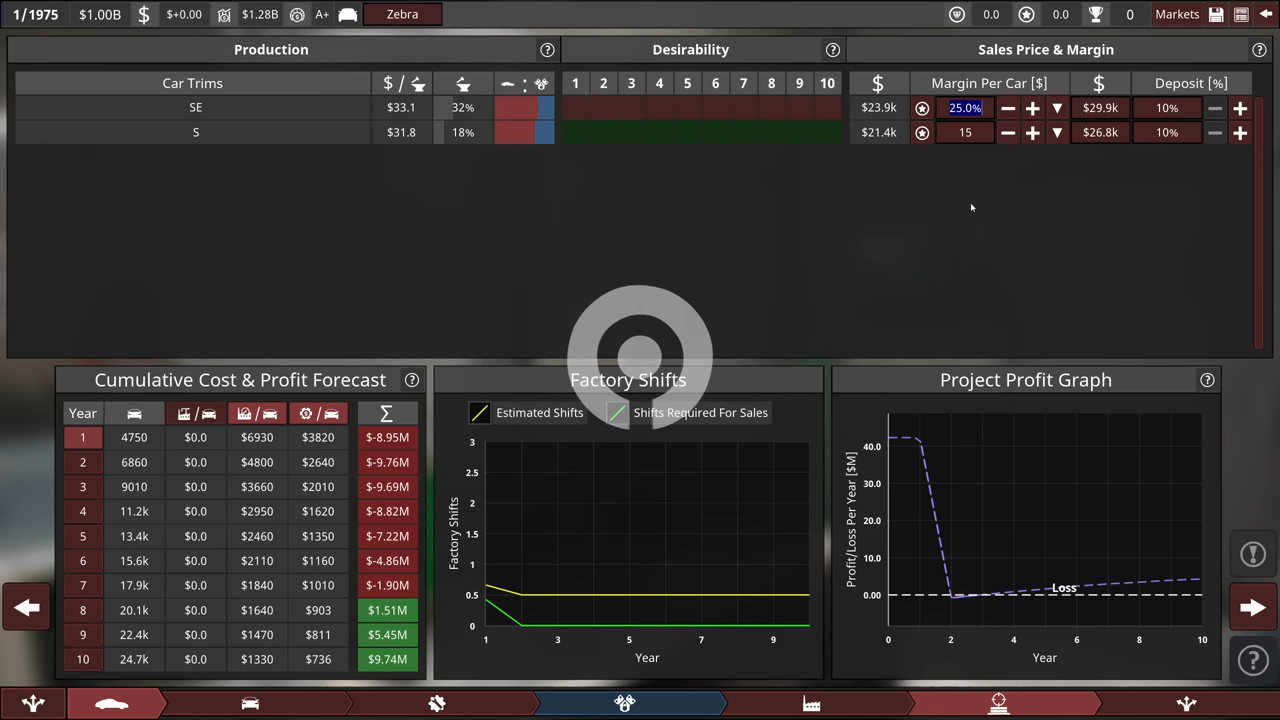 1/1975 $1.00B $ $+0.00 $1.28B A+ Zebra 0.0 0.0 0 Markets
Production ? Desirability ? Sales Price & Margin ?
Car Trims $ / : 1 2 3 4 5 6 7 8 9 10 $ Margin Per Car [$] $ Deposit [%]
SE $33.1 32% $23.9k 25.0% $29.9k 10%
S $31.8 18% $21.4k 15 $26.8k 10%
Cumulative Cost & Profit Forecast ?
Year / / / Σ
1 4750 $0.0 $6930 $3820 $-8.95M
2 6860 $0.0 $4800 $2640 $-9.76M
3 9010 $0.0 $3660 $2010 $-9.69M
4 11.2k $0.0 $2950 $1620 $-8.82M
5 13.4k $0.0 $2460 $1350 $-7.22M
6 15.6k $0.0 $2110 $1160 $-4.86M
7 17.9k $0.0 $1840 $1010 $-1.90M
8 20.1k $0.0 $1640 $903 $1.51M
9 22.4k $0.0 $1470 $811 $5.45M
10 24.7k $0.0 $1330 $736 $9.74M
Factory Shifts
Estimated Shifts Shifts Required For Sales
Factory Shifts
3
2.5
2
1.5
1
0.5
0
1 3 5 7 9
Year
Project Profit Graph ?
Profit/Loss Per Year [$M]
40.0
30.0
20.0
10.0
0.00
Loss
0 2 4 6 8 10
Year
!
?